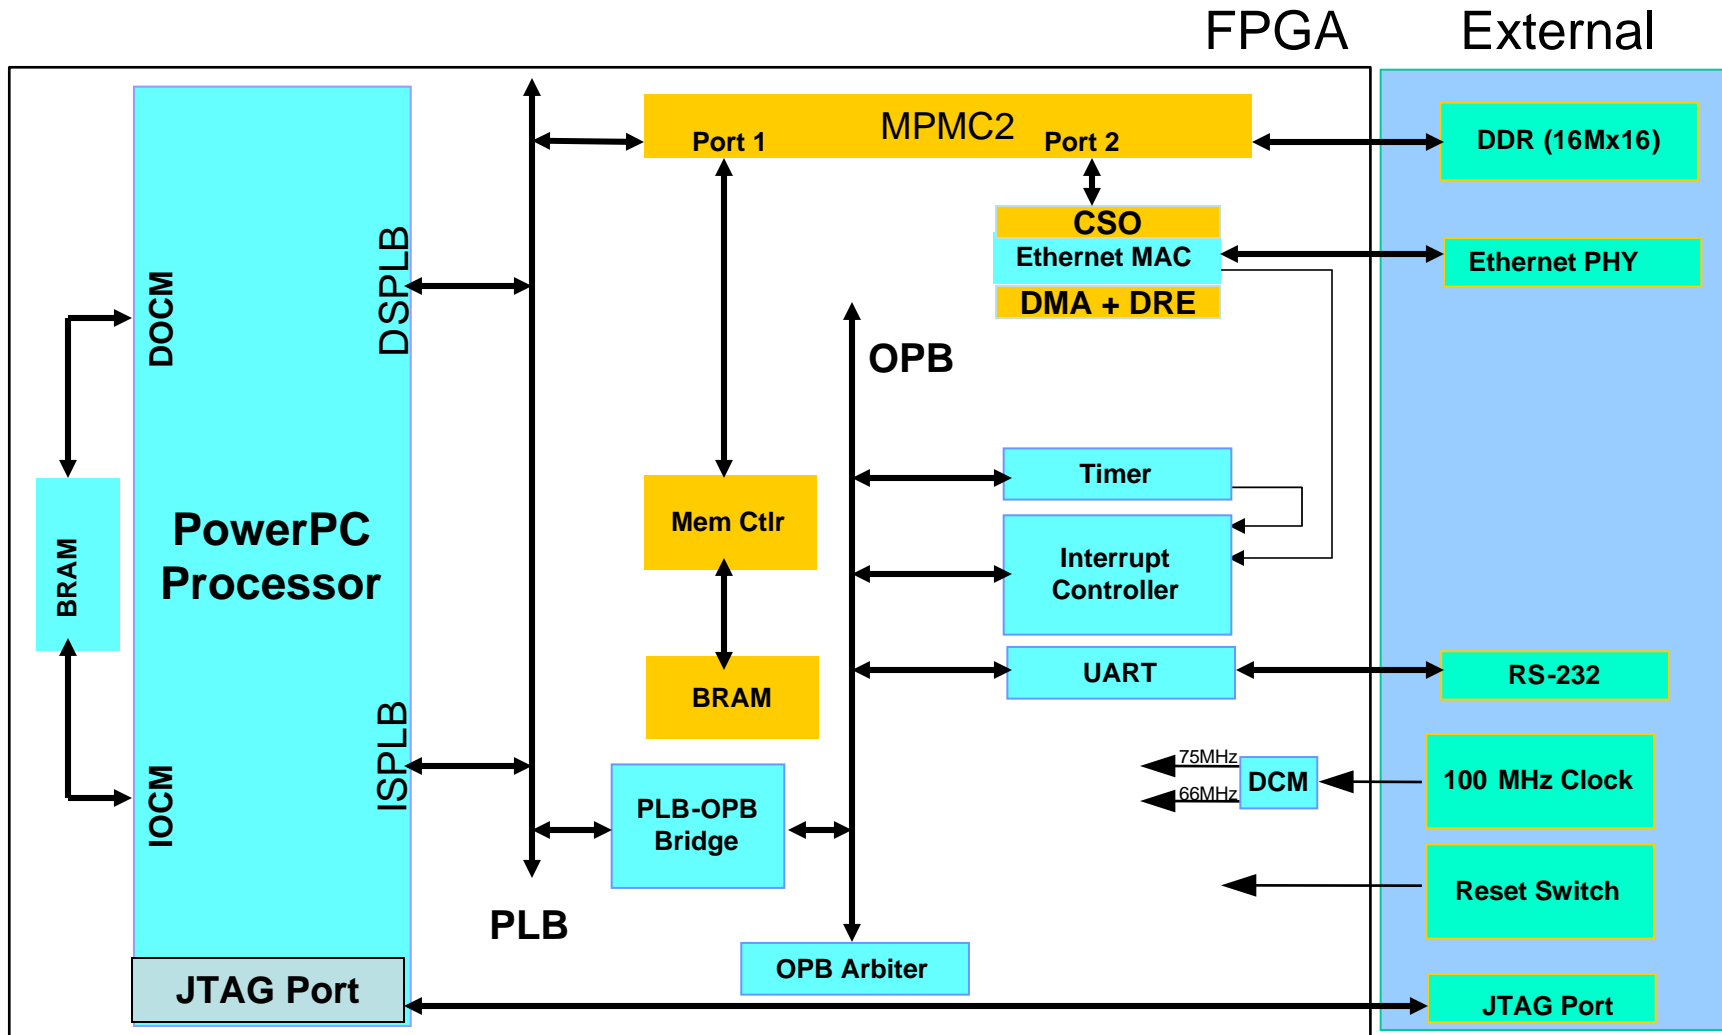 FPGA
External
MPMC2
Port 1
Port 2
DDR (16Mx16)
CSO
Ethernet MAC
DMA + DRE
Ethernet PHY
DSPLB
DOCM
OPB
Timer
Mem Ctlr
Interrupt
Controller
PowerPC
Processor
BRAM
BRAM
UART
RS-232
ISPLB
IOCM
PLB-OPB
Bridge
75MHz
66MHz
DCM
100 MHz Clock
Reset Switch
PLB
OPB Arbiter
JTAG Port
JTAG Port